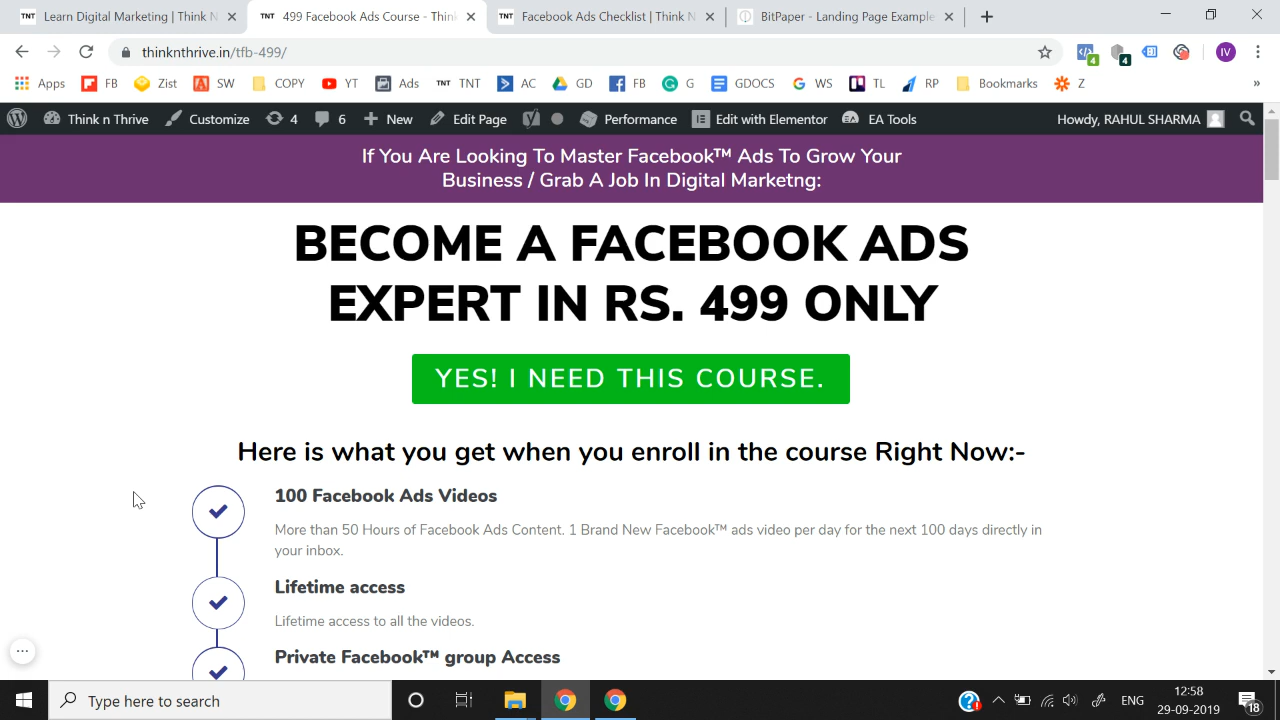 Learn Digital Marketing | Think N
499 Facebook Ads Course - Think
Facebook Ads Checklist | Think N
BitPaper - Landing Page Example
thinknthrive.in/tfb-499/
4
4
IV
Apps FB Zist SW COPY YT Ads TNT TNT AC GD FB G GDOCS WS TL RP Bookmarks Z »
Think n Thrive Customize 4 6 New Edit Page Performance Edit with Elementor EA EA Tools Howdy, RAHUL SHARMA
If You Are Looking To Master Facebook™ Ads To Grow Your
Business / Grab A Job In Digital Marketng:
BECOME A FACEBOOK ADS
EXPERT IN RS. 499 ONLY
YES! I NEED THIS COURSE.
Here is what you get when you enroll in the course Right Now:-
100 Facebook Ads Videos
More than 50 Hours of Facebook Ads Content. 1 Brand New Facebook™ ads video per day for the next 100 days directly in
your inbox.
Lifetime access
Lifetime access to all the videos.
Private Facebook™ group Access
Type here to search
ENG
12:58
29-09-2019
18